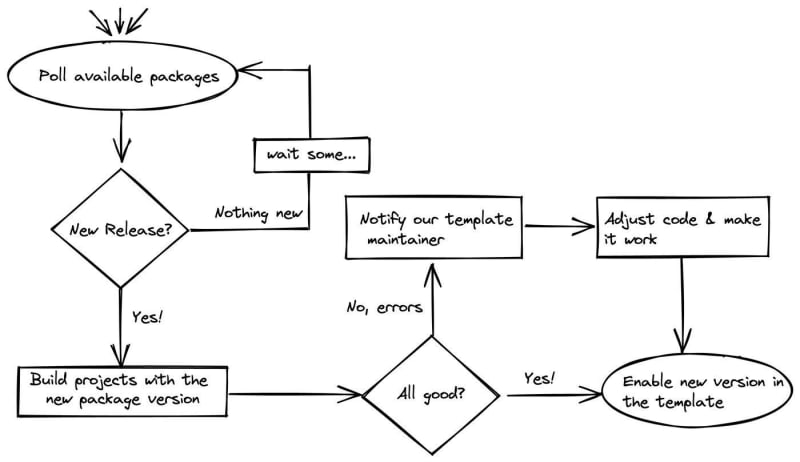 Poll available packages
wait some...
Nothing new
New Release?
Notify our template
maintainer
Adjust code & make
it work
No, errors
Yes!
Build projects with the
new package version
All good?
Yes!
Enable new version in
the template